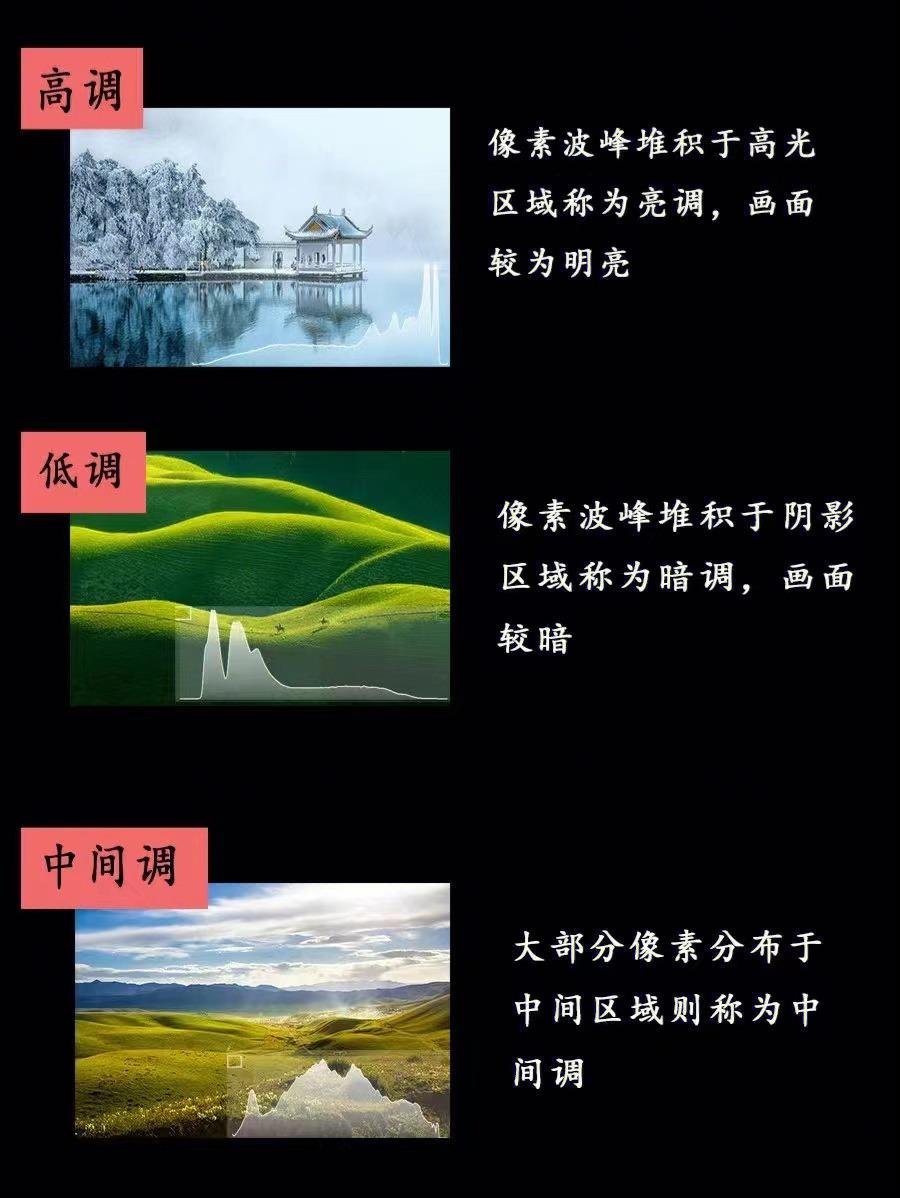 高调
像素波峰堆积于高光
区域称为亮调，画面
较为明亮
低调
像素波峰堆积于阴影
区域称为暗调，画面
较暗
中间调
大部分像素分布于
中间区域则称为中
间调